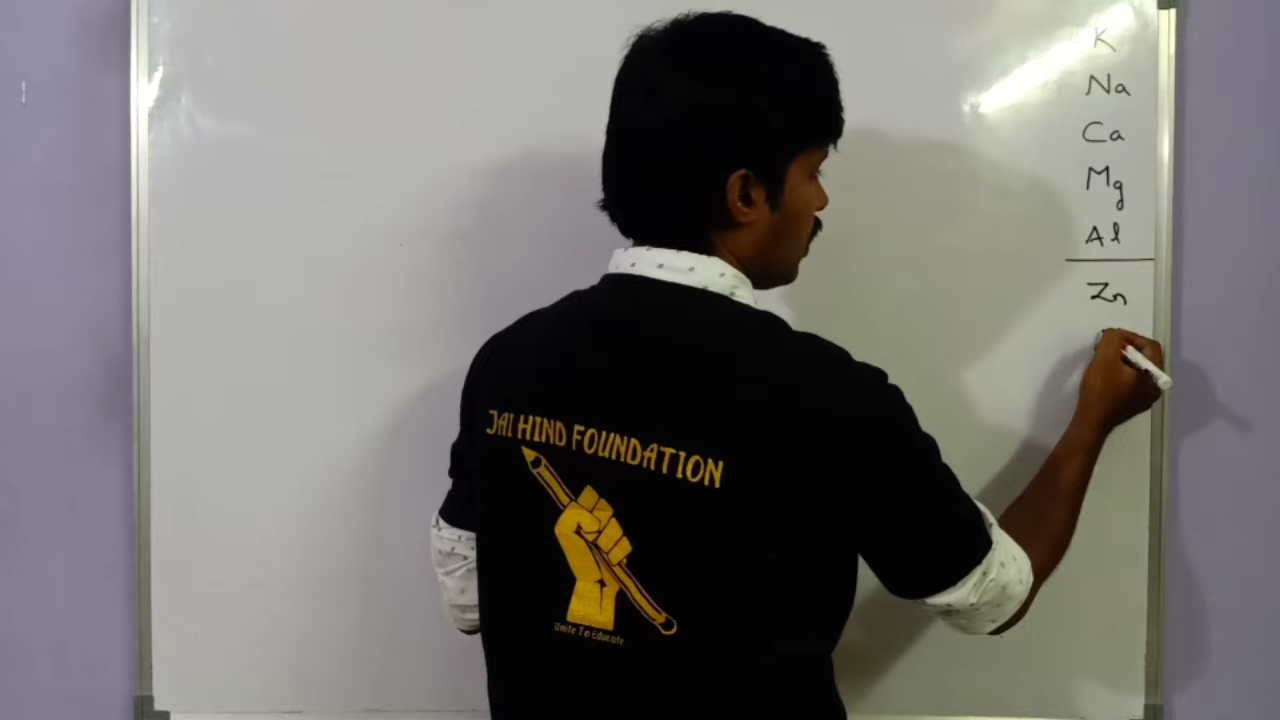 K
Na
Ca
Mg
Al
Zn
JAI HIND FOUNDATION
Unite To Educate